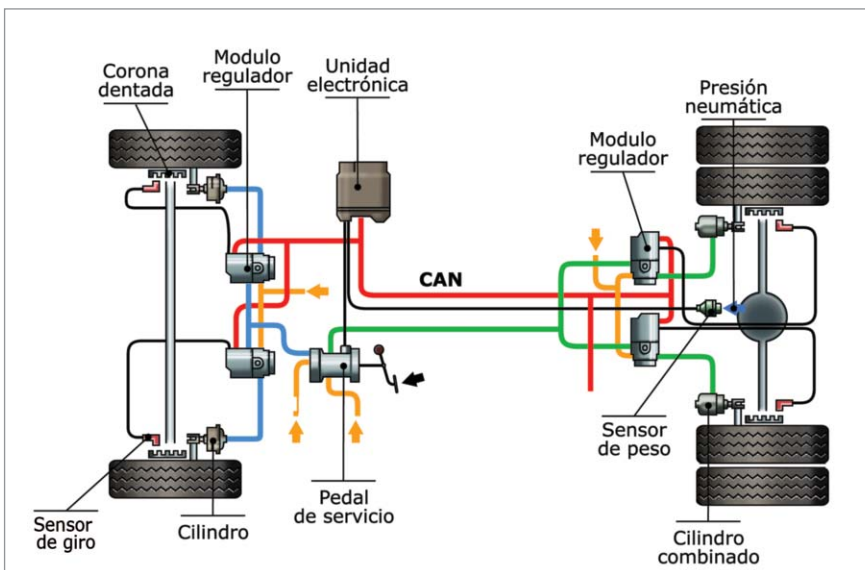 Corona
dentada
Modulo
regulador
Unidad
electrónica
Presión
neumática
Modulo
regulador
CAN
Sensor
de giro
Cilindro
Pedal
de servicio
Sensor
de peso
Cilindro
combinado